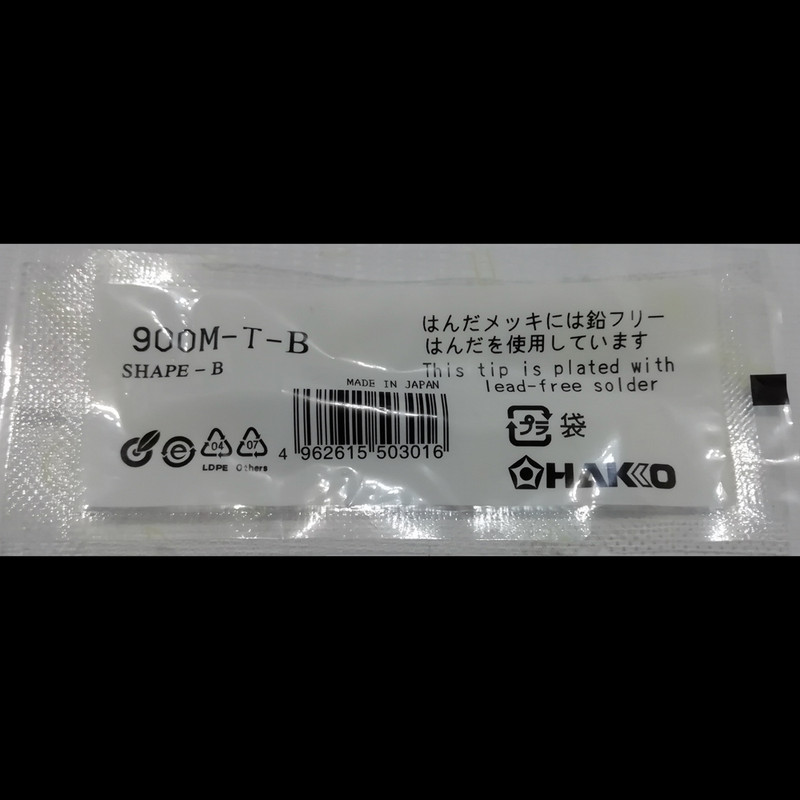 900M-T-B
SHAPE-B
はんだメッキには鉛フリー
はんだを使用しています
This tip is plated with
lead-free solder
MADE IN JAPAN
4 962615 503016
04
LDPE
07
Others
プラ 袋
HAKKO